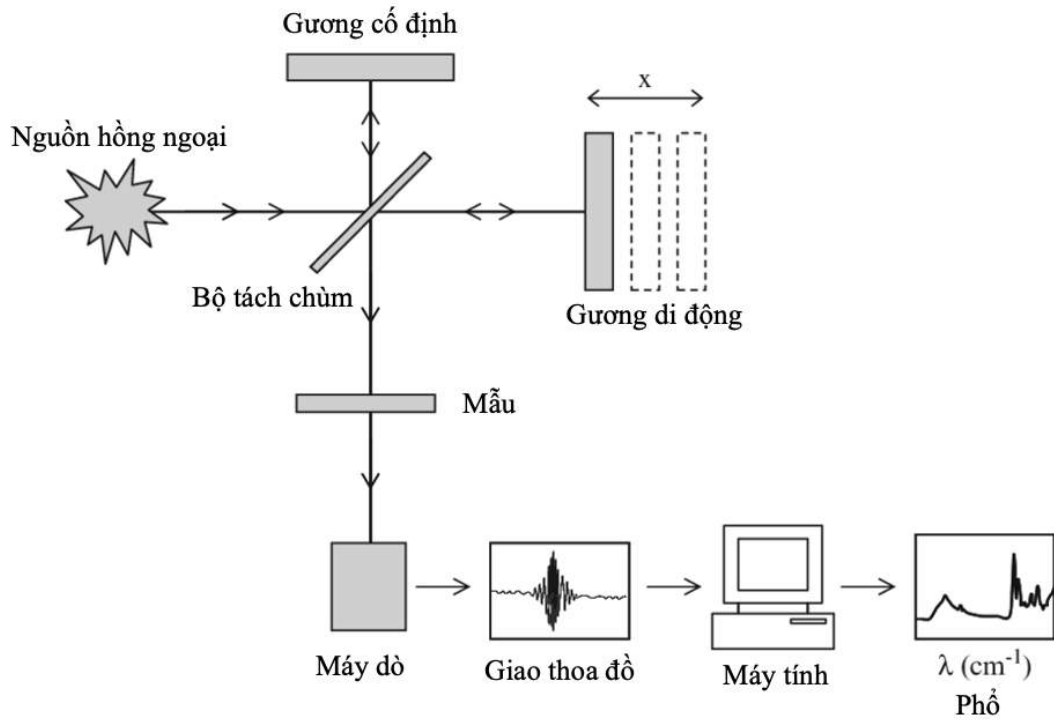 Gương cố định
x
Nguồn hồng ngoại
Bộ tách chùm
Gương di động
Mẫu
Máy dò
Giao thoa đồ
Máy tính
λ (cm⁻¹)
Phổ